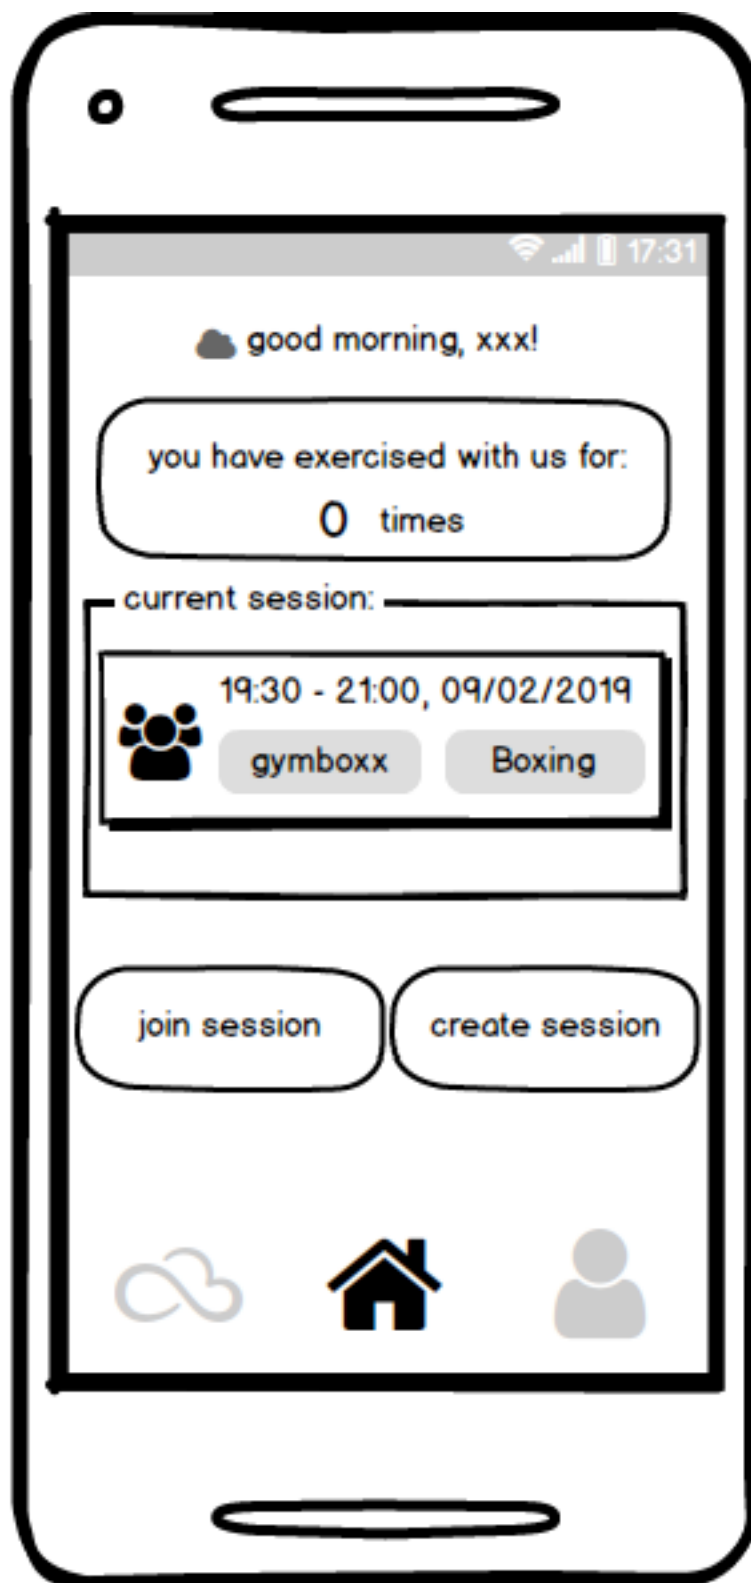 17:31
good morning, xxx!
you have exercised with us for:
0 times
current session:
19:30 - 21:00, 09/02/2019
gymboxx Boxing
join session create session